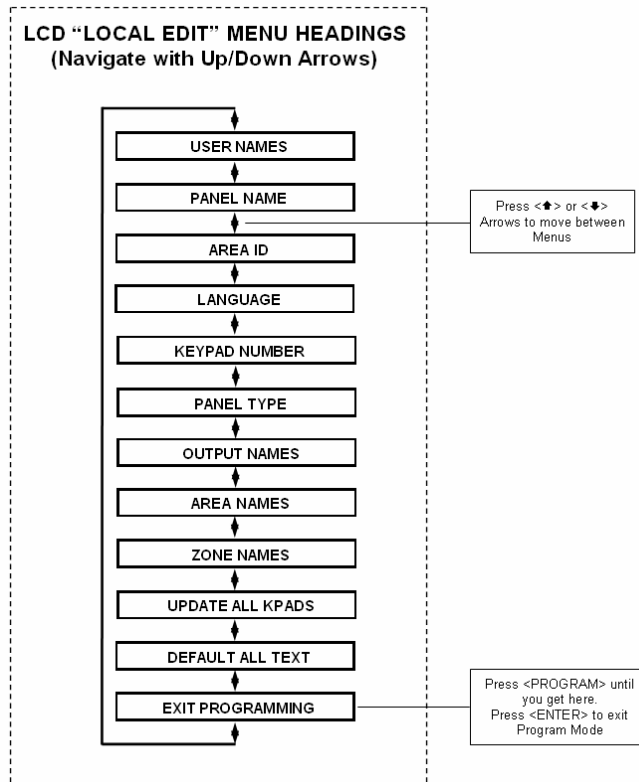 LCD “LOCAL EDIT” MENU HEADINGS
(Navigate with Up/Down Arrows)
USER NAMES
PANEL NAME
Press <🠉> or <🠋>
Arrows to move between
Menus
AREA ID
LANGUAGE
KEYPAD NUMBER
PANEL TYPE
OUTPUT NAMES
AREA NAMES
ZONE NAMES
UPDATE ALL KPADS
DEFAULT ALL TEXT
EXIT PROGRAMMING
Press <PROGRAM> until
you get here.
Press <ENTER> to exit
Program Mode